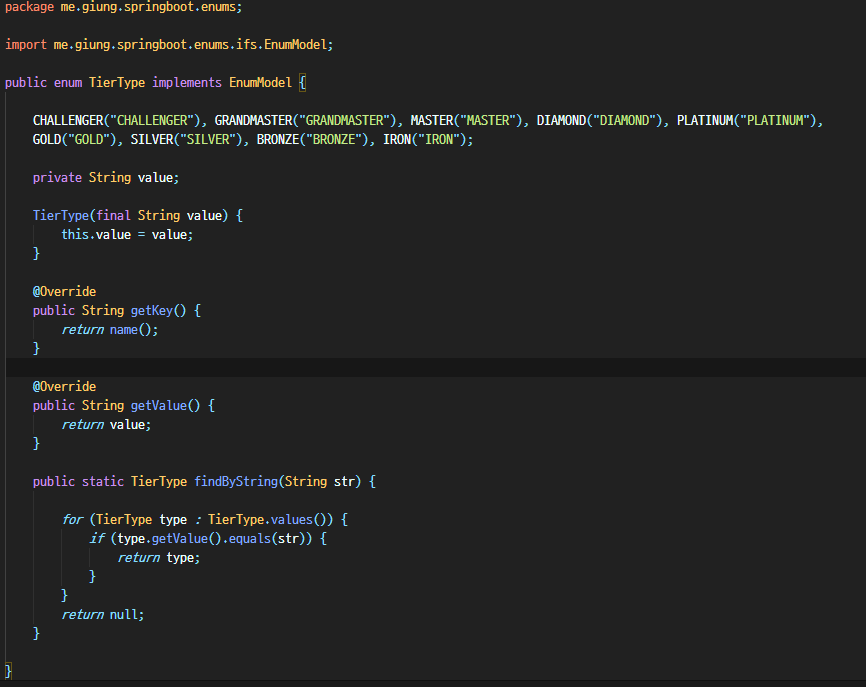 package me.giung.springboot.enums;
import me.giung.springboot.enums.ifs.EnumModel;
public enum TierType implements EnumModel {
CHALLENGER("CHALLENGER"), GRANDMASTER("GRANDMASTER"), MASTER("MASTER"), DIAMOND("DIAMOND"), PLATINUM("PLATINUM"),
GOLD("GOLD"), SILVER("SILVER"), BRONZE("BRONZE"), IRON("IRON");
private String value;
TierType(final String value) {
this.value = value;
}
@Override
public String getKey() {
return name();
}
@Override
public String getValue() {
return value;
}
public static TierType findByString(String str) {
for (TierType type : TierType.values()) {
if (type.getValue().equals(str)) {
return type;
}
}
return null;
}
}